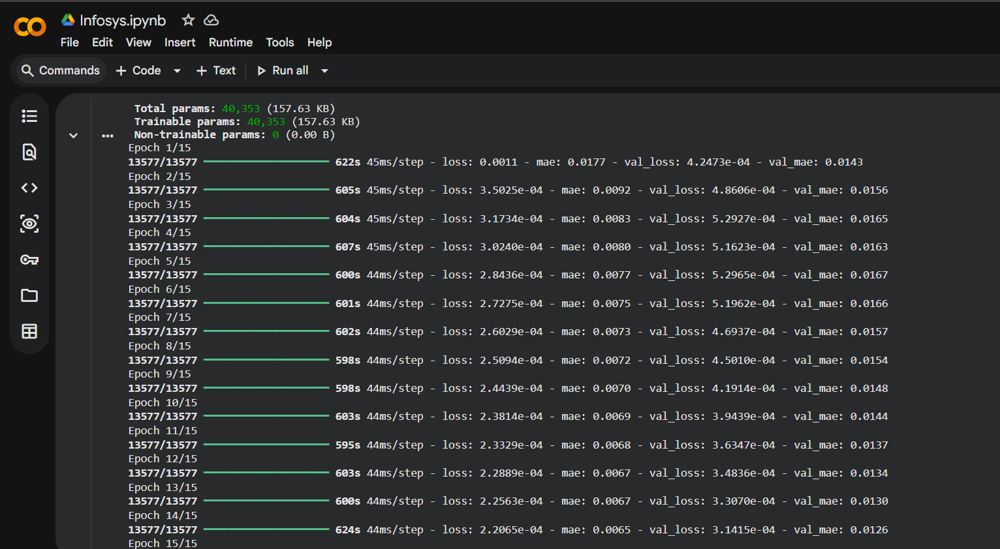 Infosys.ipynb
File Edit View Insert Runtime Tools Help
Commands + Code + Text Run all
Total params: 40,353 (157.63 KB)
Trainable params: 40,353 (157.63 KB)
Non-trainable params: 0 (0.00 B)
Epoch 1/15
13577/13577 622s 45ms/step - loss: 0.0011 - mae: 0.0177 - val_loss: 4.2473e-04 - val_mae: 0.0143
Epoch 2/15
13577/13577 605s 45ms/step - loss: 3.5025e-04 - mae: 0.0092 - val_loss: 4.8606e-04 - val_mae: 0.0156
Epoch 3/15
13577/13577 604s 45ms/step - loss: 3.1734e-04 - mae: 0.0083 - val_loss: 5.2927e-04 - val_mae: 0.0165
Epoch 4/15
13577/13577 607s 45ms/step - loss: 3.0240e-04 - mae: 0.0080 - val_loss: 5.1623e-04 - val_mae: 0.0163
Epoch 5/15
13577/13577 600s 44ms/step - loss: 2.8436e-04 - mae: 0.0077 - val_loss: 5.2965e-04 - val_mae: 0.0167
Epoch 6/15
13577/13577 601s 44ms/step - loss: 2.7275e-04 - mae: 0.0075 - val_loss: 5.1962e-04 - val_mae: 0.0166
Epoch 7/15
13577/13577 602s 44ms/step - loss: 2.6029e-04 - mae: 0.0073 - val_loss: 4.6937e-04 - val_mae: 0.0157
Epoch 8/15
13577/13577 598s 44ms/step - loss: 2.5094e-04 - mae: 0.0072 - val_loss: 4.5010e-04 - val_mae: 0.0154
Epoch 9/15
13577/13577 598s 44ms/step - loss: 2.4439e-04 - mae: 0.0070 - val_loss: 4.1914e-04 - val_mae: 0.0148
Epoch 10/15
13577/13577 603s 44ms/step - loss: 2.3814e-04 - mae: 0.0069 - val_loss: 3.9439e-04 - val_mae: 0.0144
Epoch 11/15
13577/13577 595s 44ms/step - loss: 2.3329e-04 - mae: 0.0068 - val_loss: 3.6347e-04 - val_mae: 0.0137
Epoch 12/15
13577/13577 603s 44ms/step - loss: 2.2889e-04 - mae: 0.0067 - val_loss: 3.4836e-04 - val_mae: 0.0134
Epoch 13/15
13577/13577 600s 44ms/step - loss: 2.2563e-04 - mae: 0.0067 - val_loss: 3.3070e-04 - val_mae: 0.0130
Epoch 14/15
13577/13577 624s 44ms/step - loss: 2.2065e-04 - mae: 0.0065 - val_loss: 3.1415e-04 - val_mae: 0.0126
Epoch 15/15